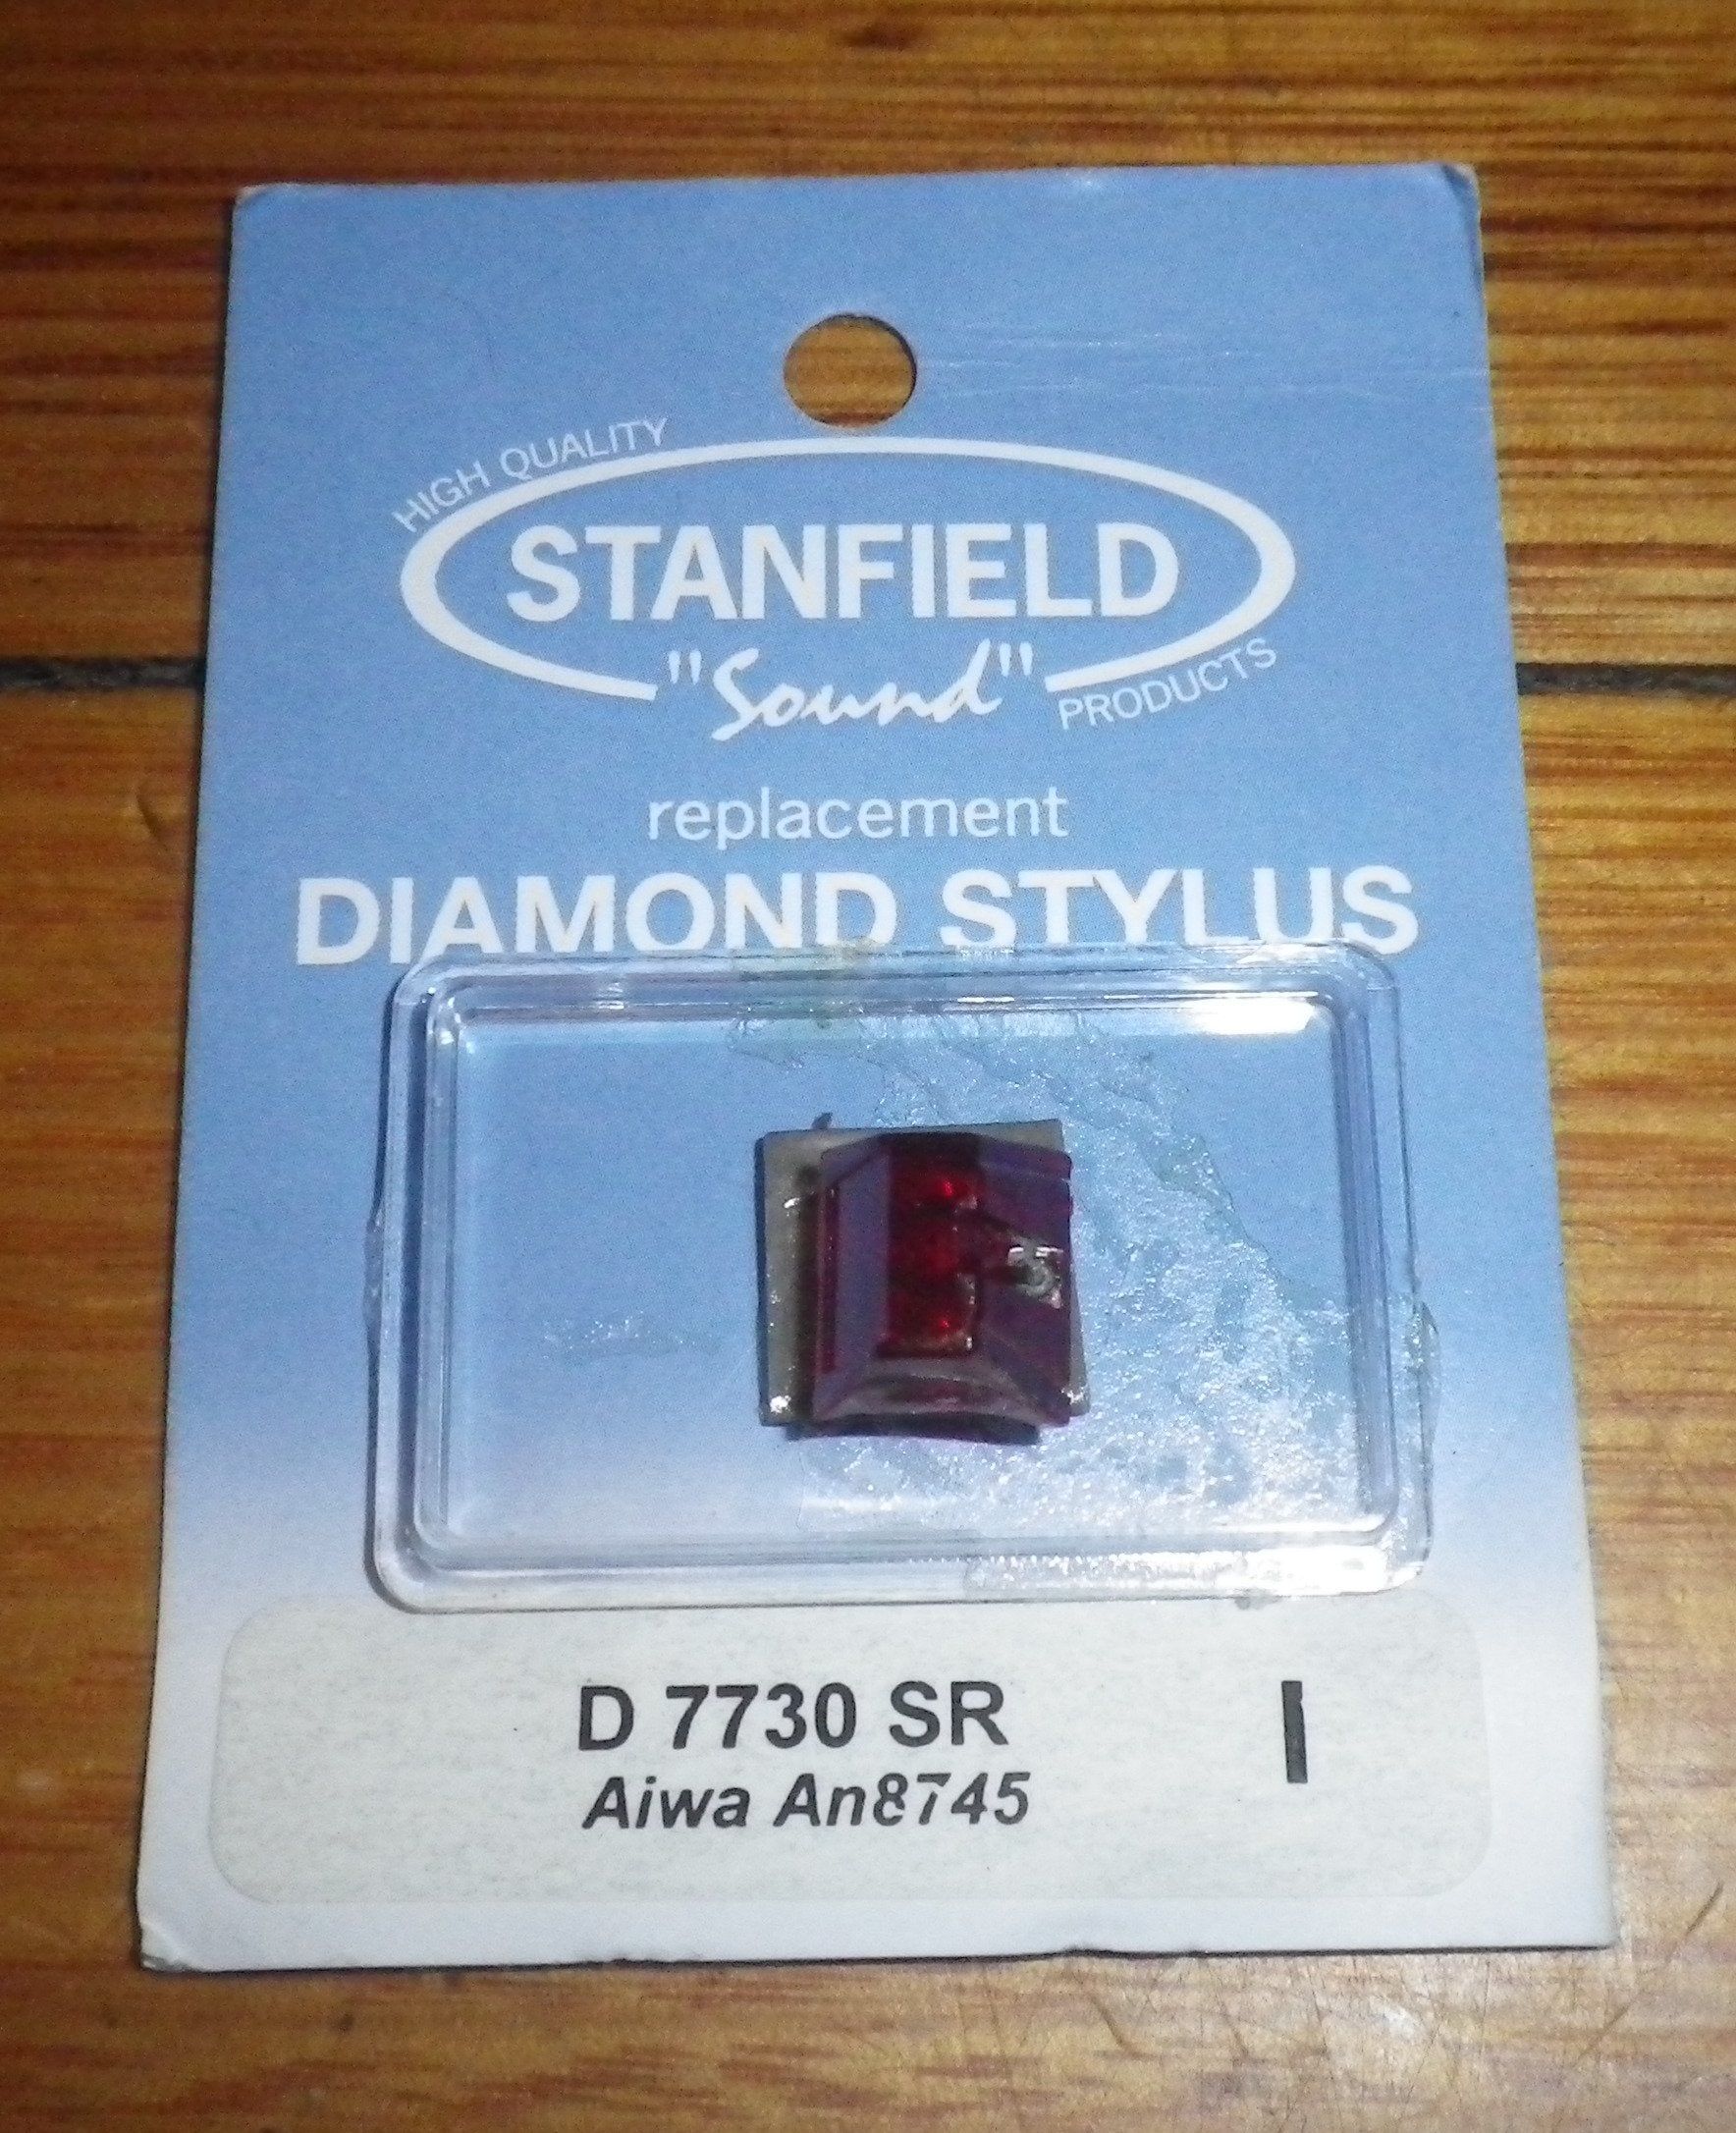 HIGH QUALITY
STANFIELD
"Sound"
PRODUCTS
replacement
DIAMOND STYLUS
D 7730 SR I
Aiwa An8745